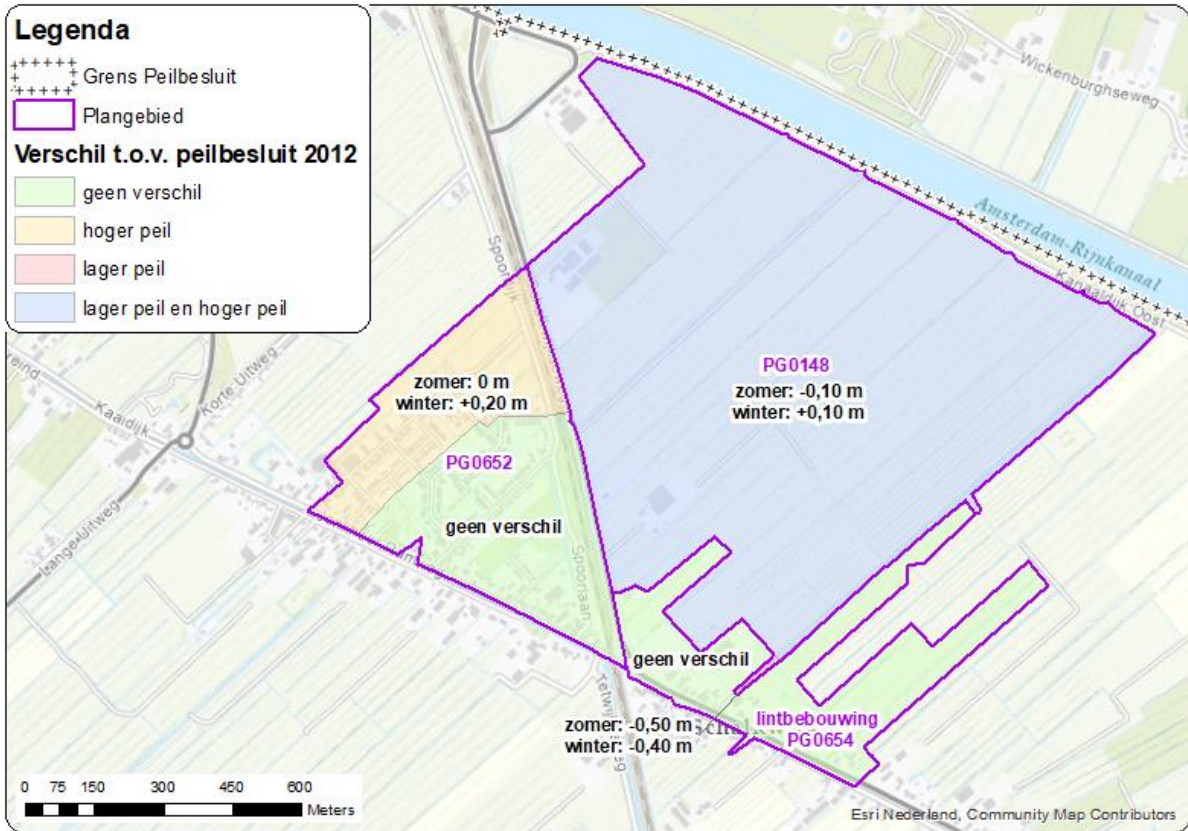 Legenda
Grens Peilbesluit
Plangebied
Verschil t.o.v. peilbesluit 2012
geen verschil
hoger peil
lager peil
lager peil en hoger peil
Wickenburghseweg
Amsterdam-Rijnkanaal
Kanaaldijk Oost
PG0148
zomer: -0,10 m
winter: +0,10 m
zomer: 0 m
winter: +0,20 m
Korte Uitweg
Kaaidijk
Lange Uitweg
PG0652
geen verschil
Spoorlaan
geen verschil
lintbebouwing
PG0654
zomer: -0,50 m
winter: -0,40 m
0 75 150 300 450 600
Meters
Esri Nederland, Community Map Contributors